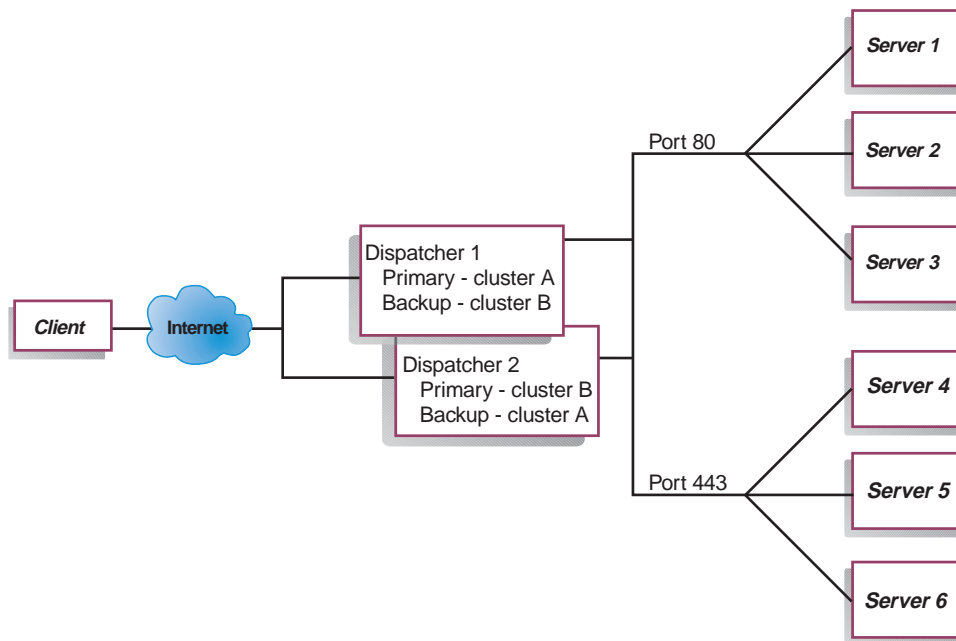 Client
Internet
Dispatcher 1
Primary - cluster A
Backup - cluster B
Dispatcher 2
Primary - cluster B
Backup - cluster A
Port 80
Server 1
Server 2
Server 3
Port 443
Server 4
Server 5
Server 6